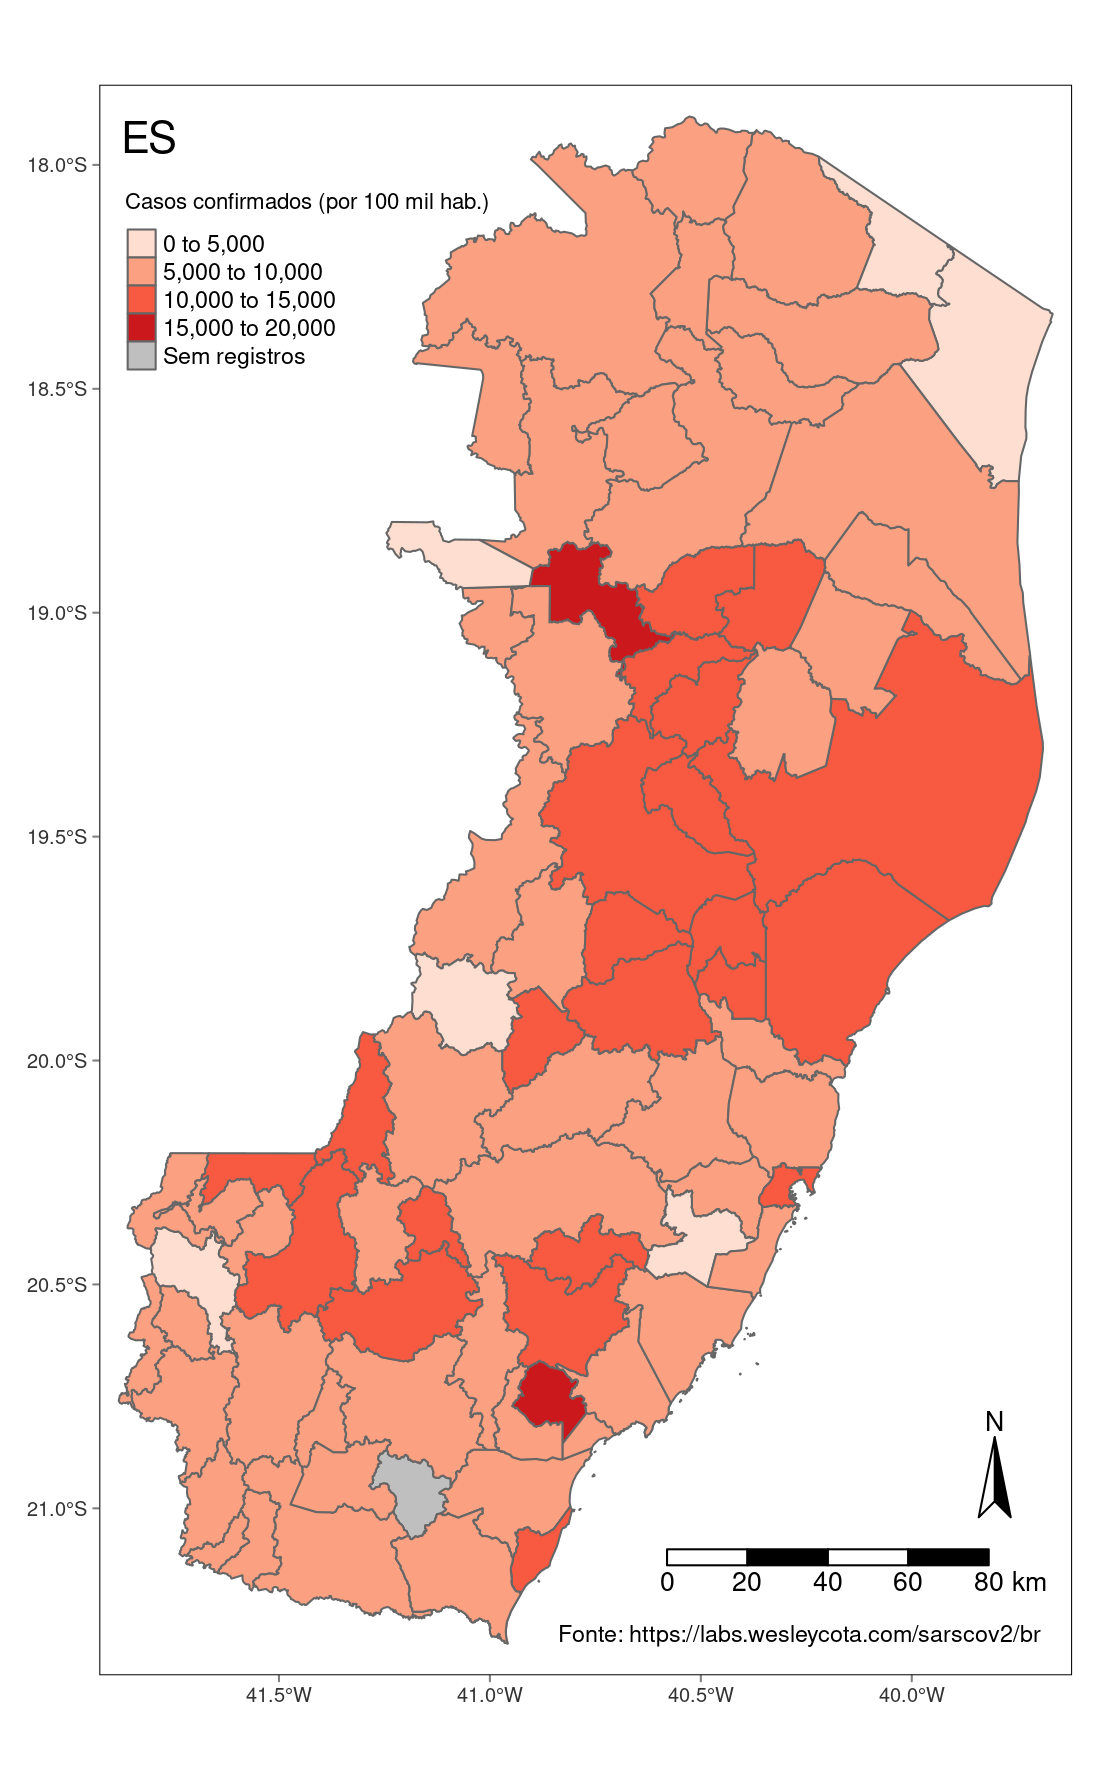 ES
Casos confirmados (por 100 mil hab.)
0 to 5,000
5,000 to 10,000
10,000 to 15,000
15,000 to 20,000
Sem registros
18.0°S
18.5°S
19.0°S
19.5°S
20.0°S
20.5°S
21.0°S
N
0 20 40 60 80 km
Fonte: https://labs.wesleycota.com/sarscov2/br
41.5°W 41.0°W 40.5°W 40.0°W